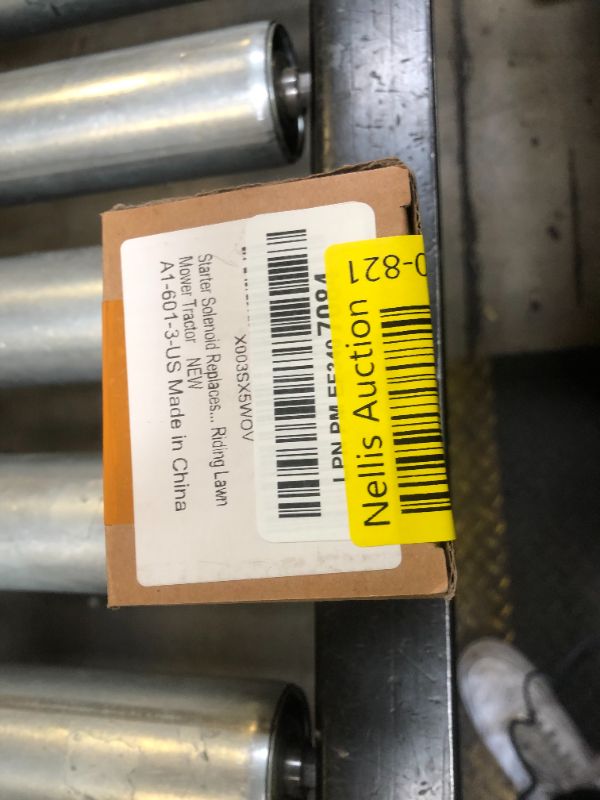 X003SX5WOV
Starter Solenoid Replaces... Riding Lawn
Mower Tractor NEW
A1-601-3-US Made in China
7084
0-821
Nellis Auction